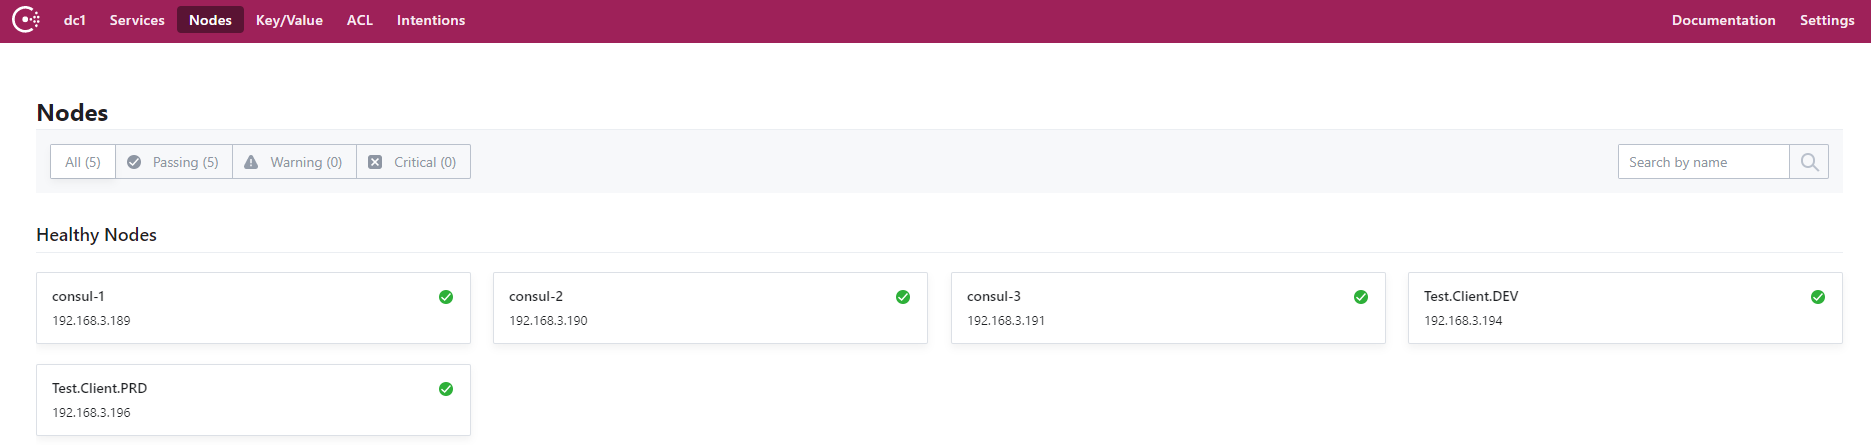 dc1 Services Nodes Key/Value ACL Intentions Documentation Settings
Nodes
All (5) Passing (5) Warning (0) Critical (0) Search by name
Healthy Nodes
consul-1
192.168.3.189
consul-2
192.168.3.190
consul-3
192.168.3.191
Test.Client.DEV
192.168.3.194
Test.Client.PRD
192.168.3.196